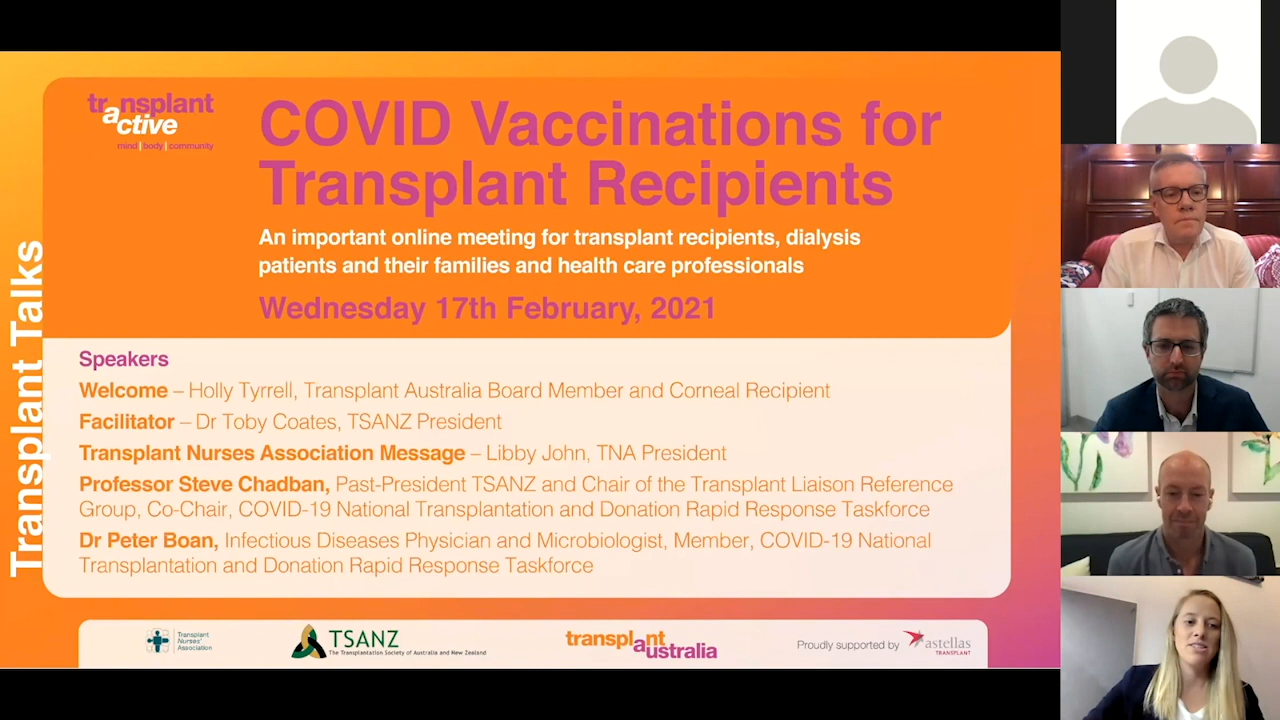 Transplant Talks
transplant
active
mind | body | community
COVID Vaccinations for
Transplant Recipients
An important online meeting for transplant recipients, dialysis
patients and their families and health care professionals
Wednesday 17th February, 2021
Speakers
Welcome – Holly Tyrrell, Transplant Australia Board Member and Corneal Recipient
Facilitator – Dr Toby Coates, TSANZ President
Transplant Nurses Association Message – Libby John, TNA President
Professor Steve Chadban, Past-President TSANZ and Chair of the Transplant Liaison Reference
Group, Co-Chair, COVID-19 National Transplantation and Donation Rapid Response Taskforce
Dr Peter Boan, Infectious Diseases Physician and Microbiologist, Member, COVID-19 National
Transplantation and Donation Rapid Response Taskforce
Transplant
Nurses'
Association
TSANZ
The Transplantation Society of Australia and New Zealand
transplant
australia
Proudly supported by
astellas
TRANSPLANT